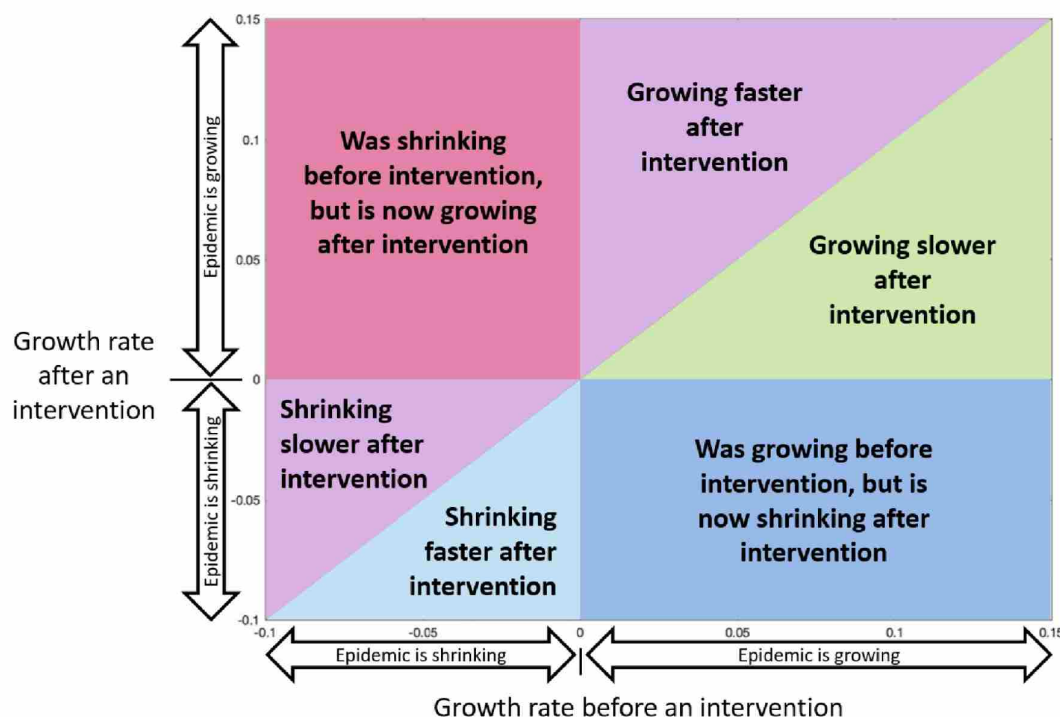 0.15
0.1
0.05
0
-0.05
-0.1
Epidemic is growing
Epidemic is shrinking
Growth rate
after an
intervention
Was shrinking
before intervention,
but is now growing
after intervention
Growing faster
after
intervention
Growing slower
after
intervention
Shrinking
slower after
intervention
Shrinking
faster after
intervention
Was growing before
intervention, but is
now shrinking after
intervention
-0.1
-0.05
0
0.05
0.1
0.15
Epidemic is shrinking
Epidemic is growing
Growth rate before an intervention